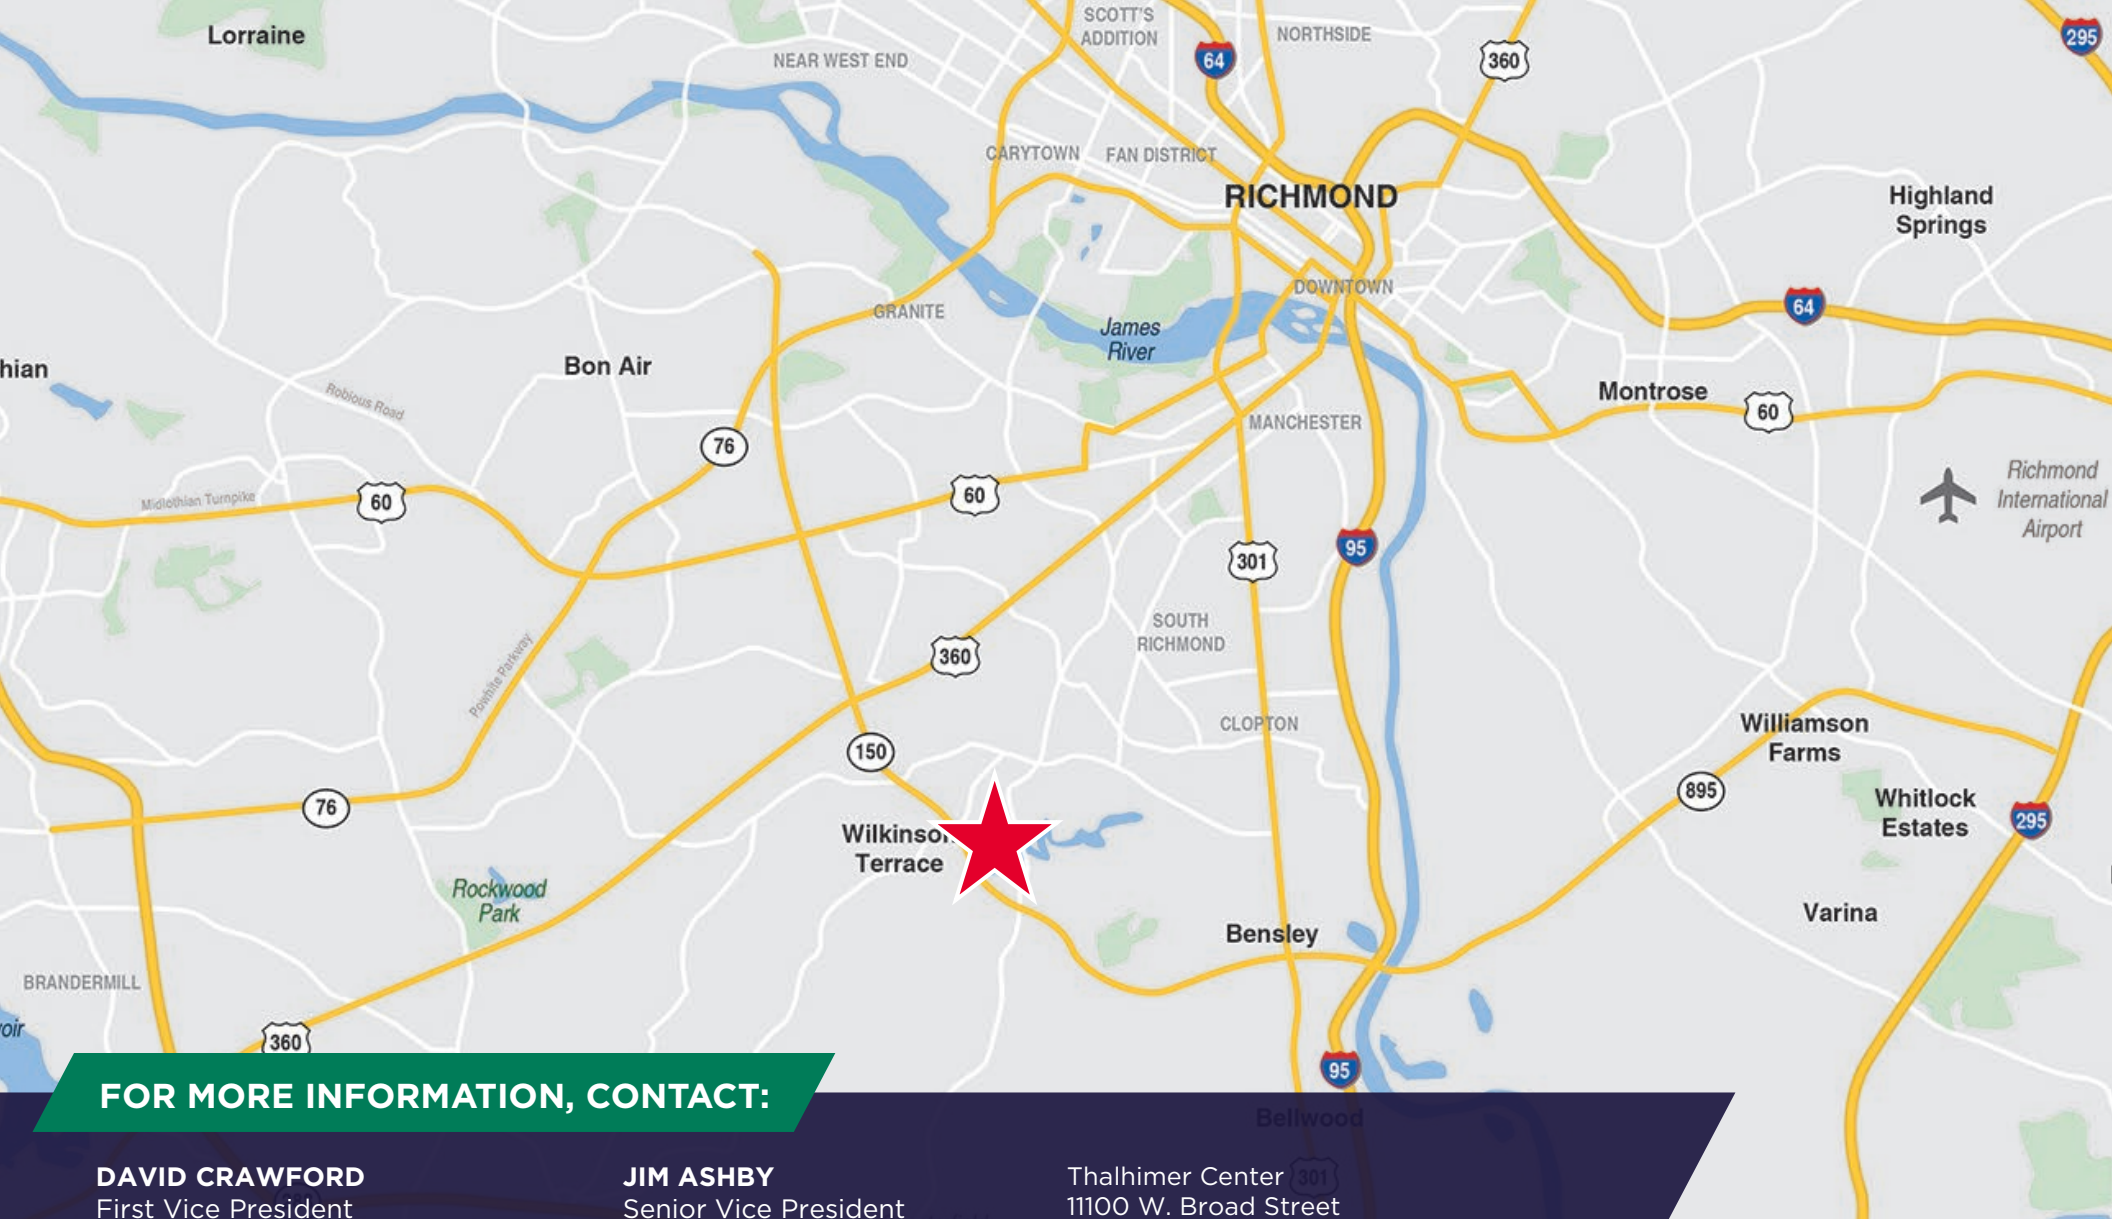 Lorraine
SCOTT'S
ADDITION
NORTHSIDE
NEAR WEST END
64
360
295
CARYTOWN
FAN DISTRICT
RICHMOND
Highland
Springs
DOWNTOWN
GRANITE
James
River
64
hian
Bon Air
Robious Road
Montrose
60
MANCHESTER
76
Richmond
International
Airport
Midlothian Turnpike
60
60
301
95
SOUTH
RICHMOND
360
Powhite Parkway
CLOPTON
Williamson
Farms
150
895
76
Whitlock
Estates
295
Wilkinson
Terrace
Rockwood
Park
Varina
Bensley
BRANDERMILL
oir
360
95
FOR MORE INFORMATION, CONTACT:
Bellwood
DAVID CRAWFORD
First Vice President
JIM ASHBY
Senior Vice President
Thalhimer Center
301
11100 W. Broad Street